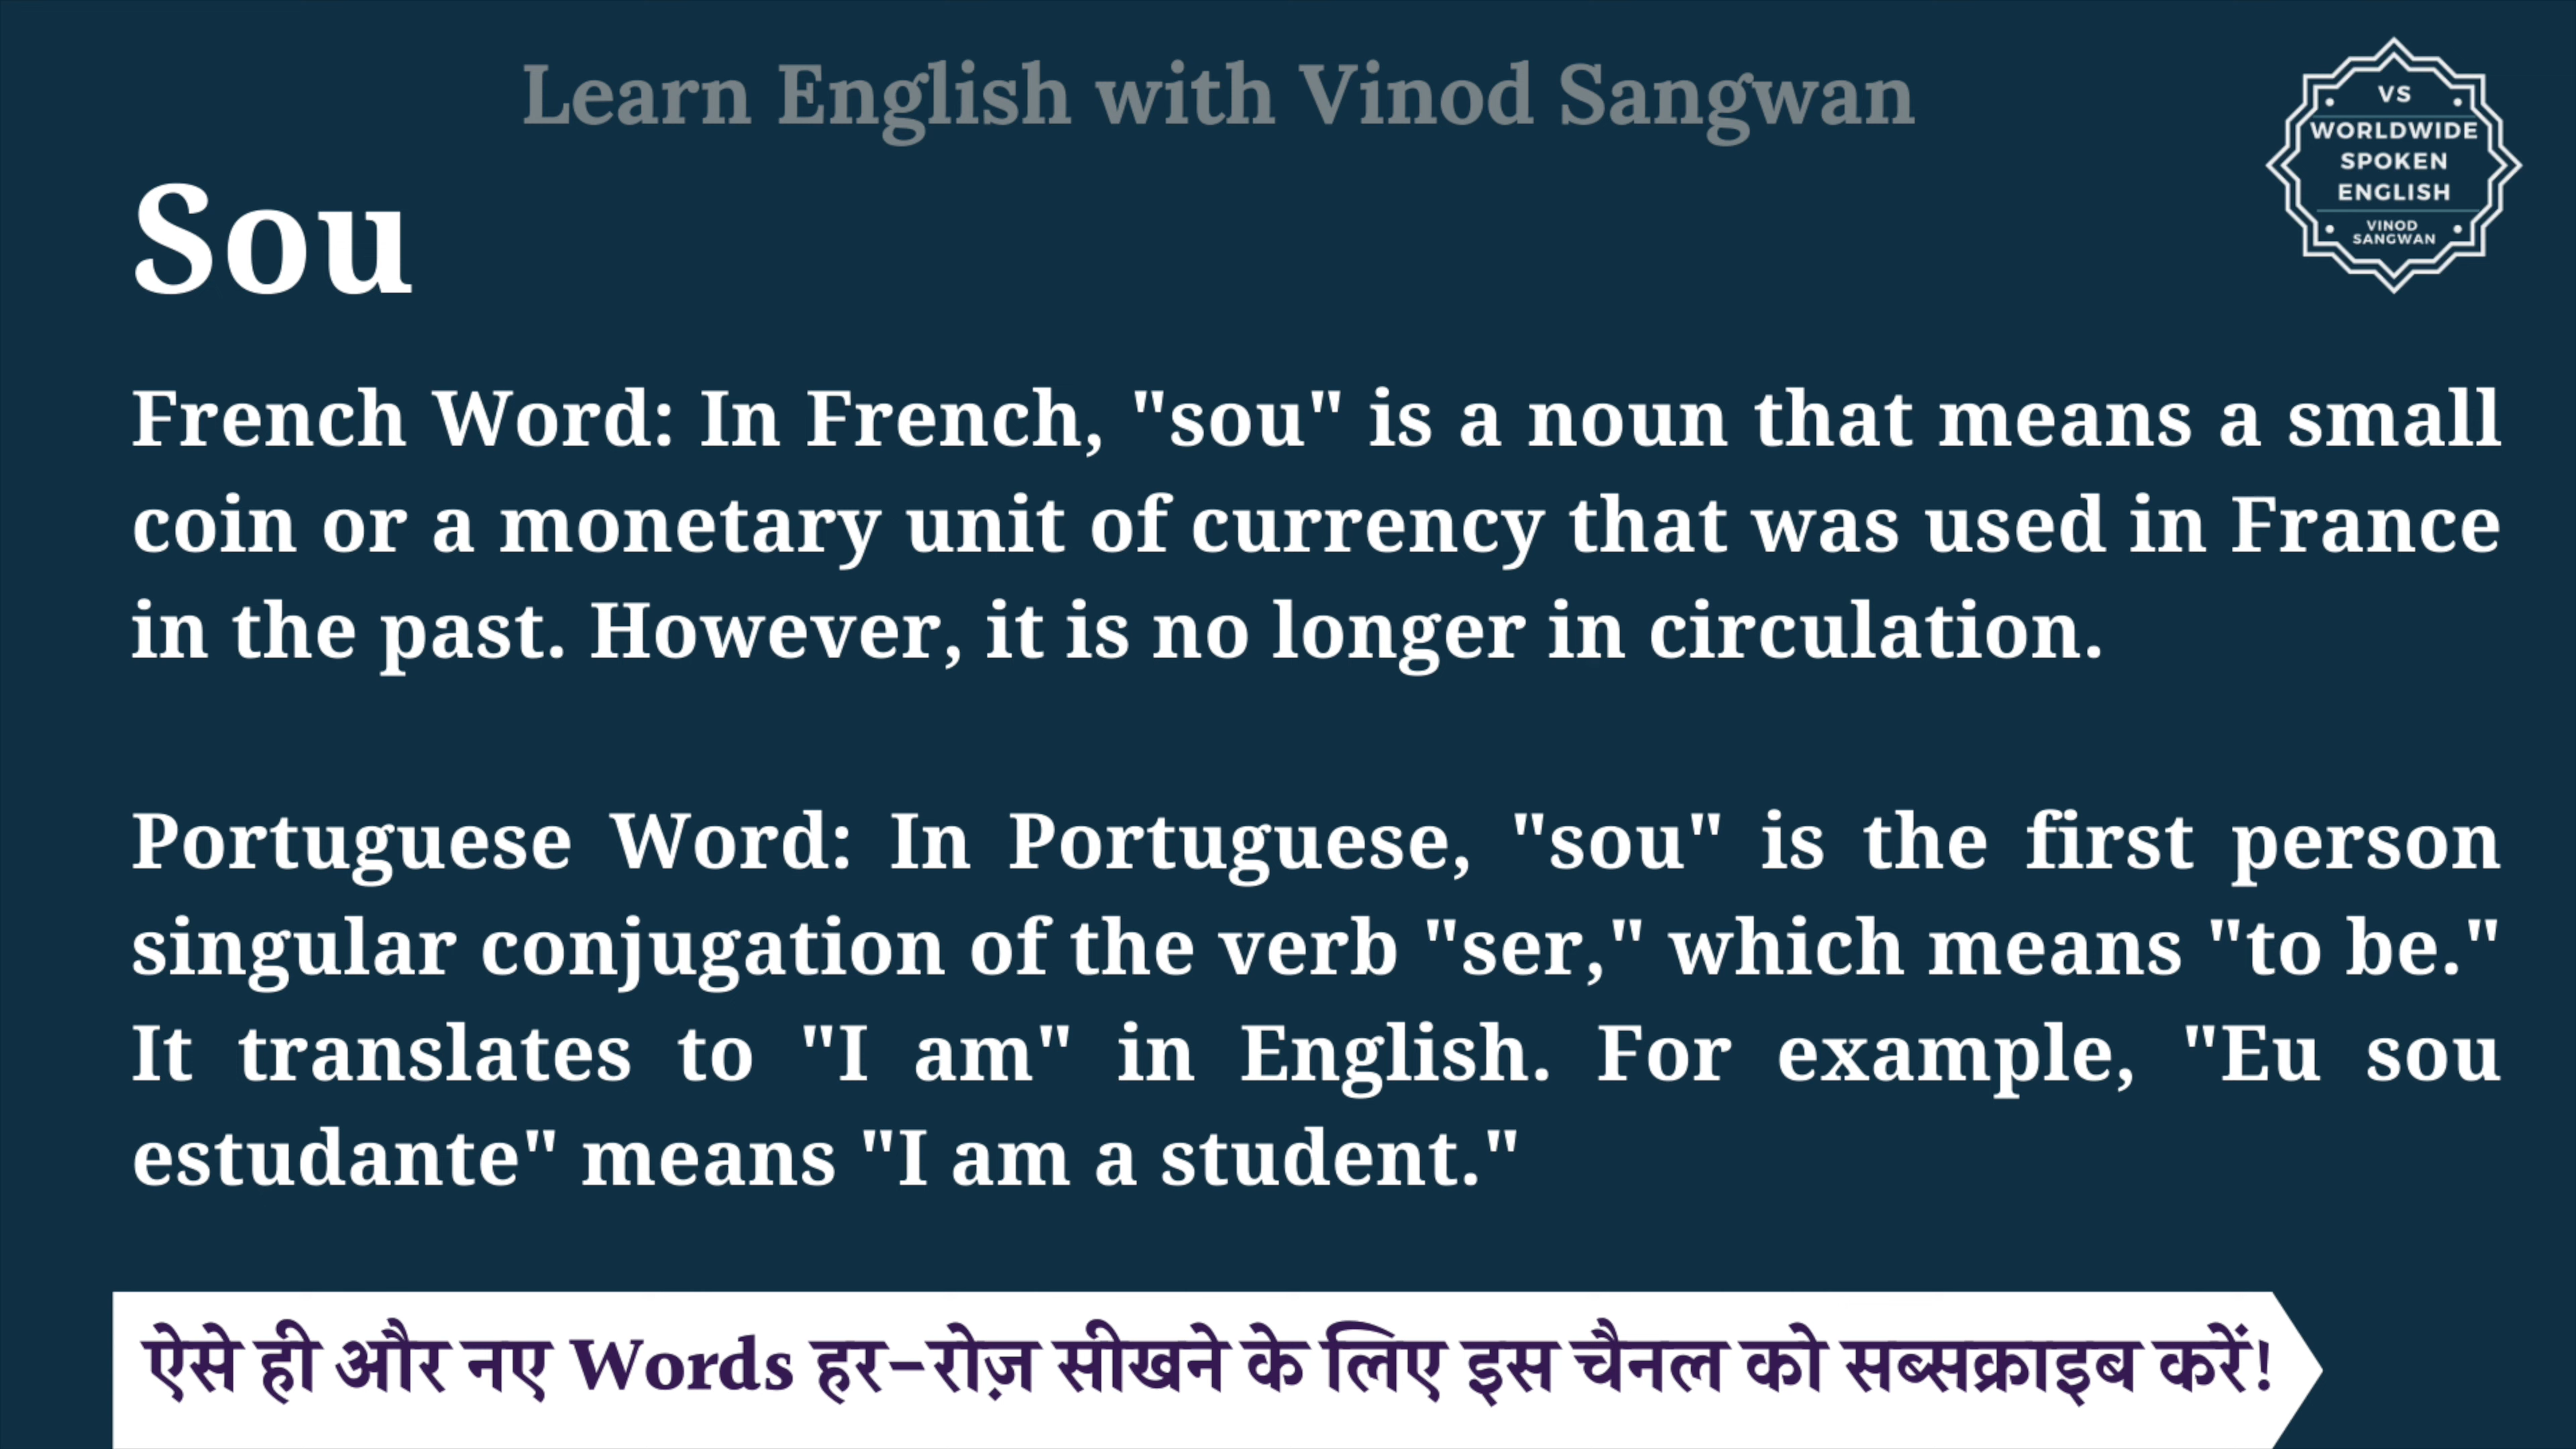 Learn English with Vinod Sangwan
VS
WORLDWIDE
SPOKEN
ENGLISH
VINOD
SANGWAN
Sou
French Word: In French, "sou" is a noun that means a small
coin or a monetary unit of currency that was used in France
in the past. However, it is no longer in circulation.
Portuguese Word: In Portuguese, "sou" is the first person
singular conjugation of the verb "ser," which means "to be."
It translates to "I am" in English. For example, "Eu sou
estudante" means "I am a student."
ऐसे ही और नए Words हर-रोज़ सीखने के लिए इस चैनल को सब्सक्राइब करें!